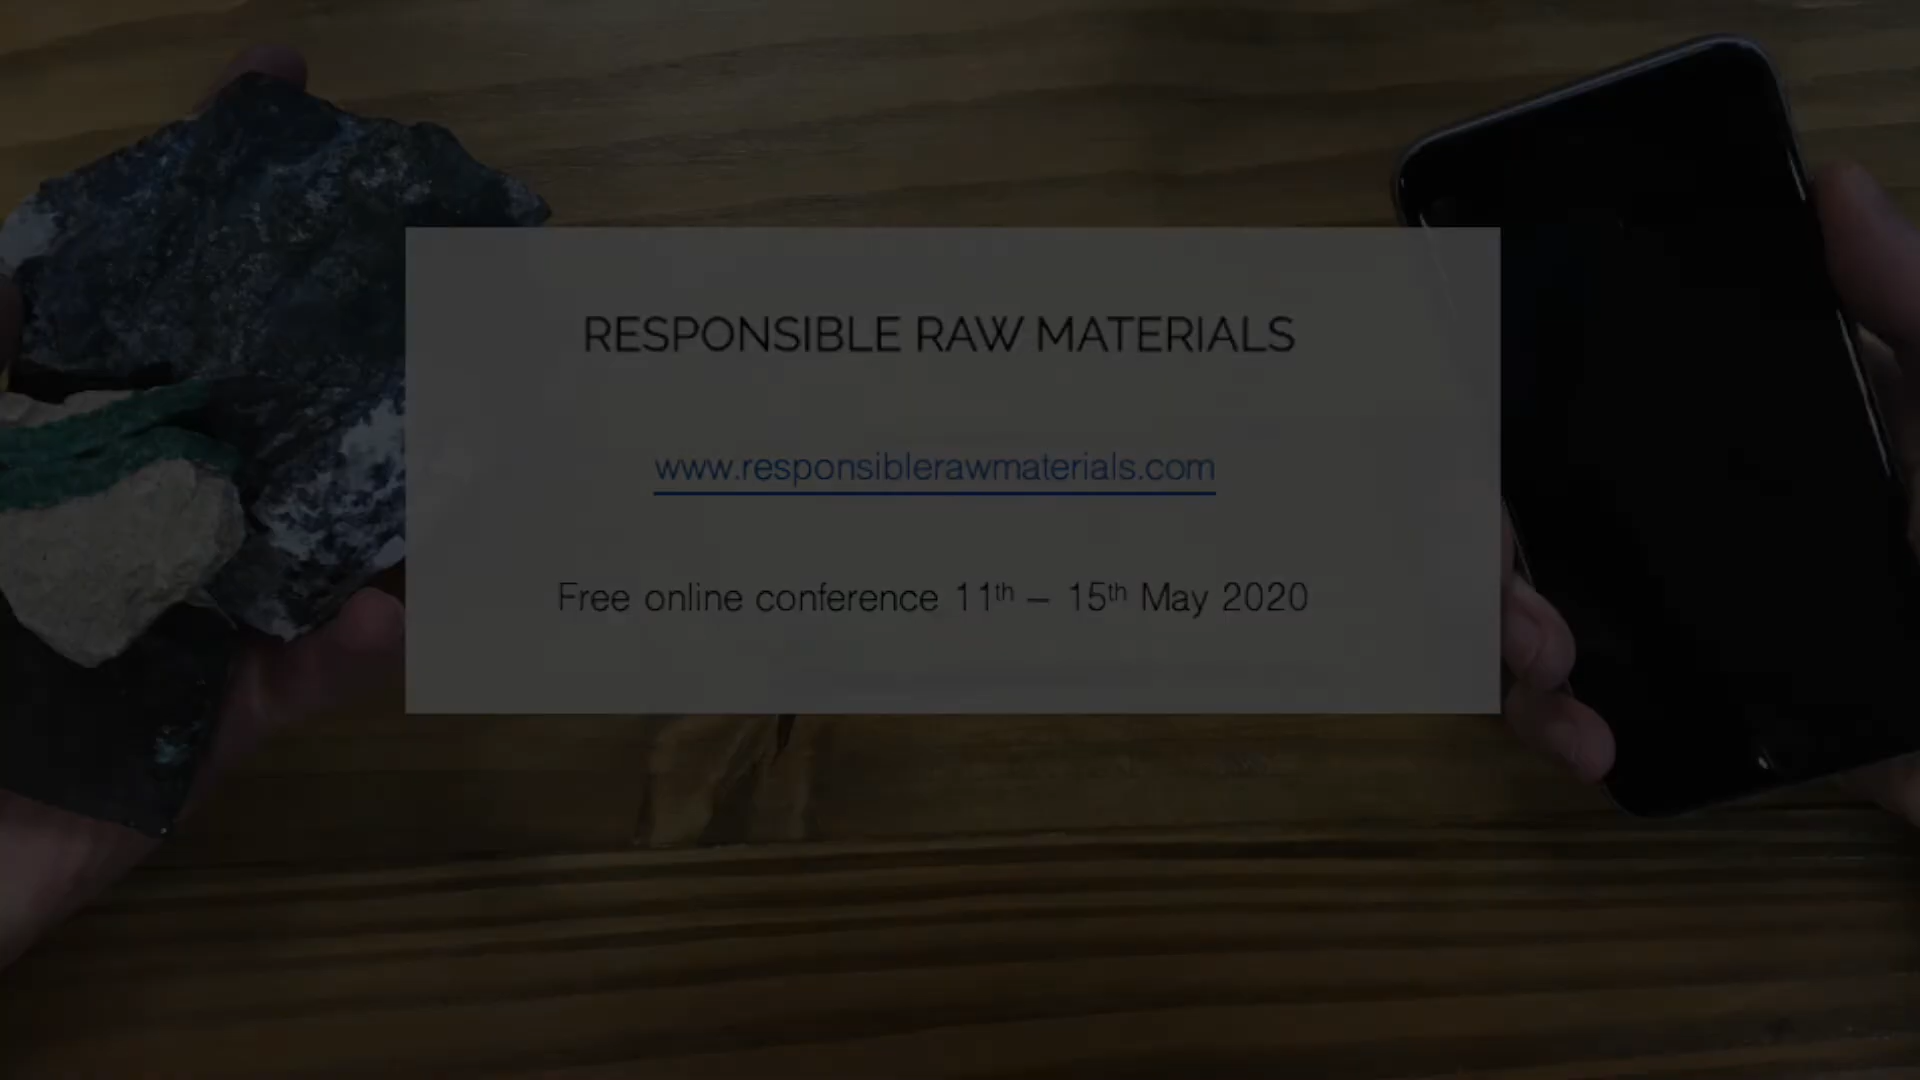 RESPONSIBLE RAW MATERIALS
www.responsiblerawmaterials.com
Free online conference 11th – 15th May 2020